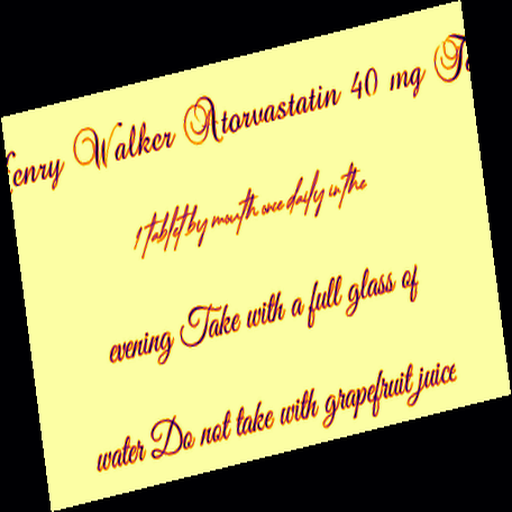 Walker Atorvastatin 40 mg
1 tablet by mouth once daily in the
evening Take with a full glass of
water Do not take with grapefruit juice